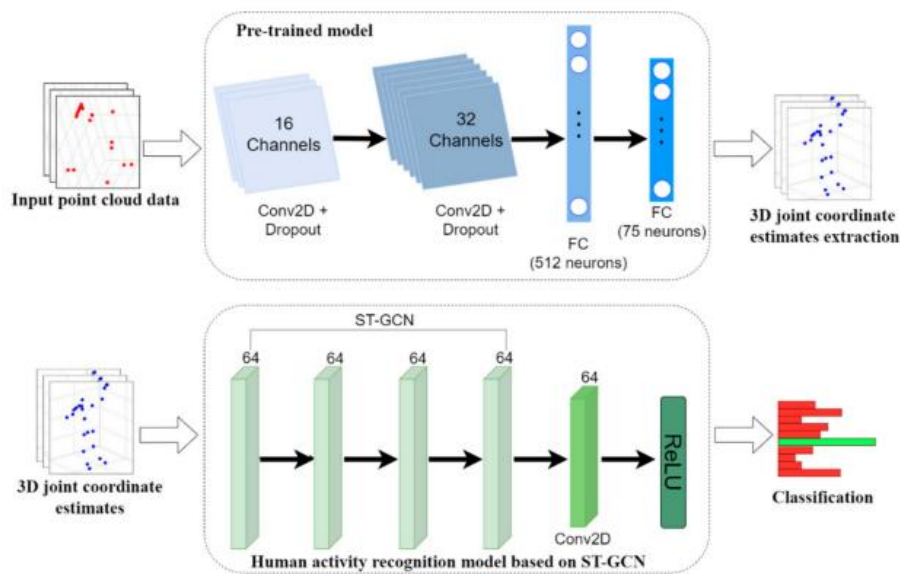 Pre-trained model
16
Channels
32
Channels
Input point cloud data
Conv2D +
Dropout
Conv2D +
Dropout
FC
(512 neurons)
FC
(75 neurons)
3D joint coordinate
estimates extraction
ST-GCN
64
64
64
64
64
ReLU
3D joint coordinate
estimates
Conv2D
Classification
Human activity recognition model based on ST-GCN